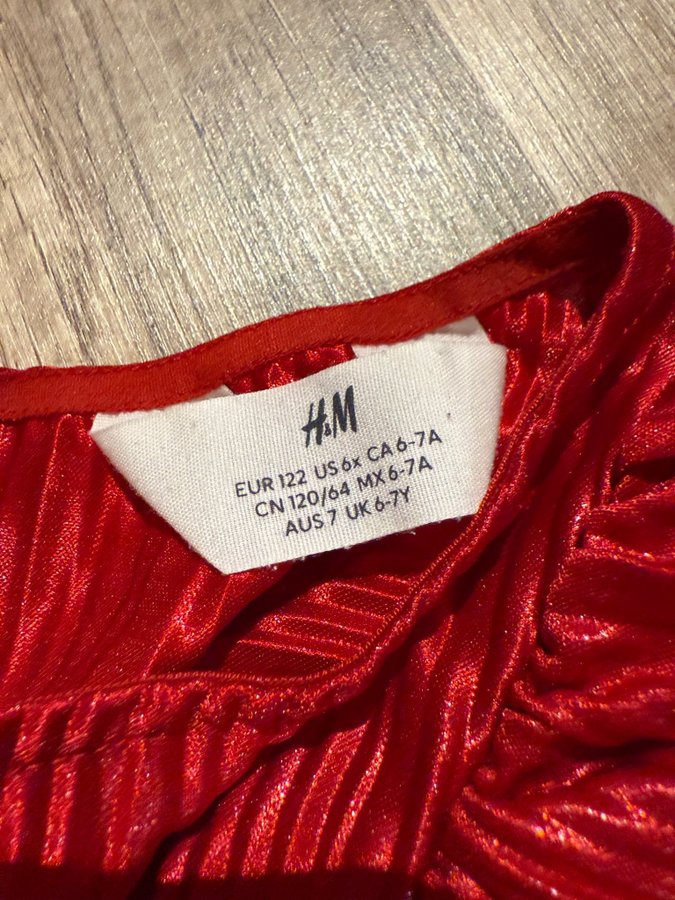 H&M
EUR 122 US 6x CA 6-7A
CN 120/64 MX 6-7A
AUS 7 UK 6-7Y